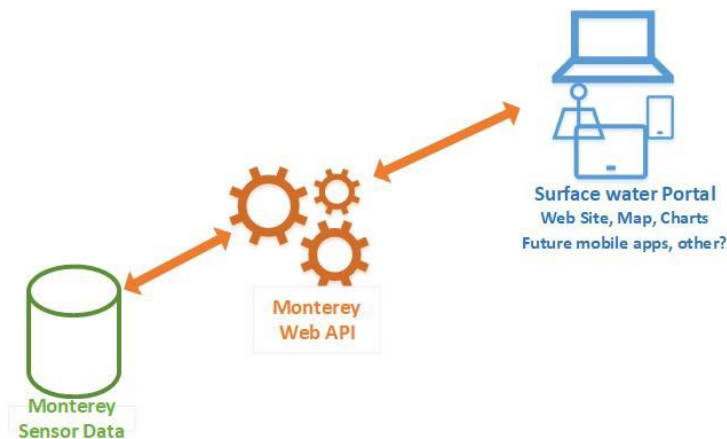 Surface water Portal
Web Site, Map, Charts
Future mobile apps, other?
Monterey
Web API
Monterey
Sensor Data